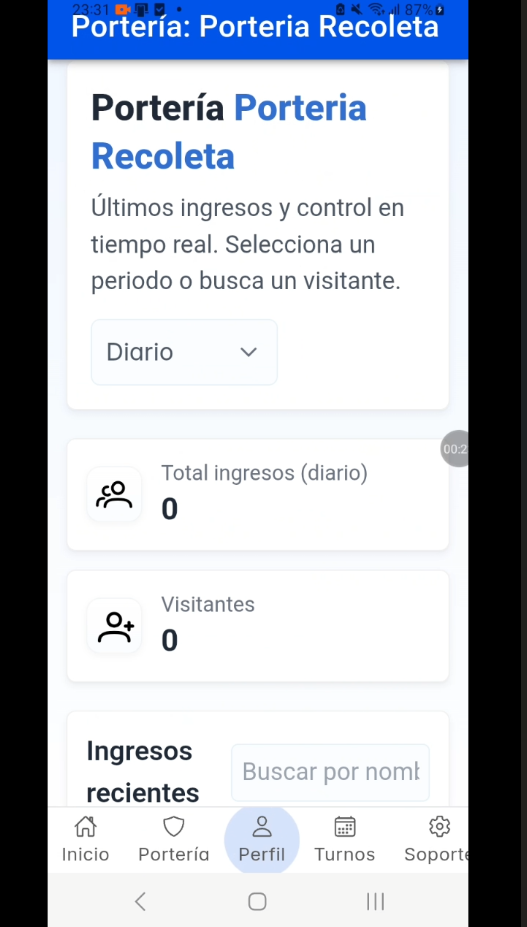 23:31
87%
Portería: Porteria Recoleta
Portería Porteria
Recoleta
Últimos ingresos y control en
tiempo real. Selecciona un
periodo o busca un visitante.
Diario
00:2
Total ingresos (diario)
0
Visitantes
0
Ingresos
recientes
Buscar por nomb
Inicio
Portería
Perfil
Turnos
Soporte